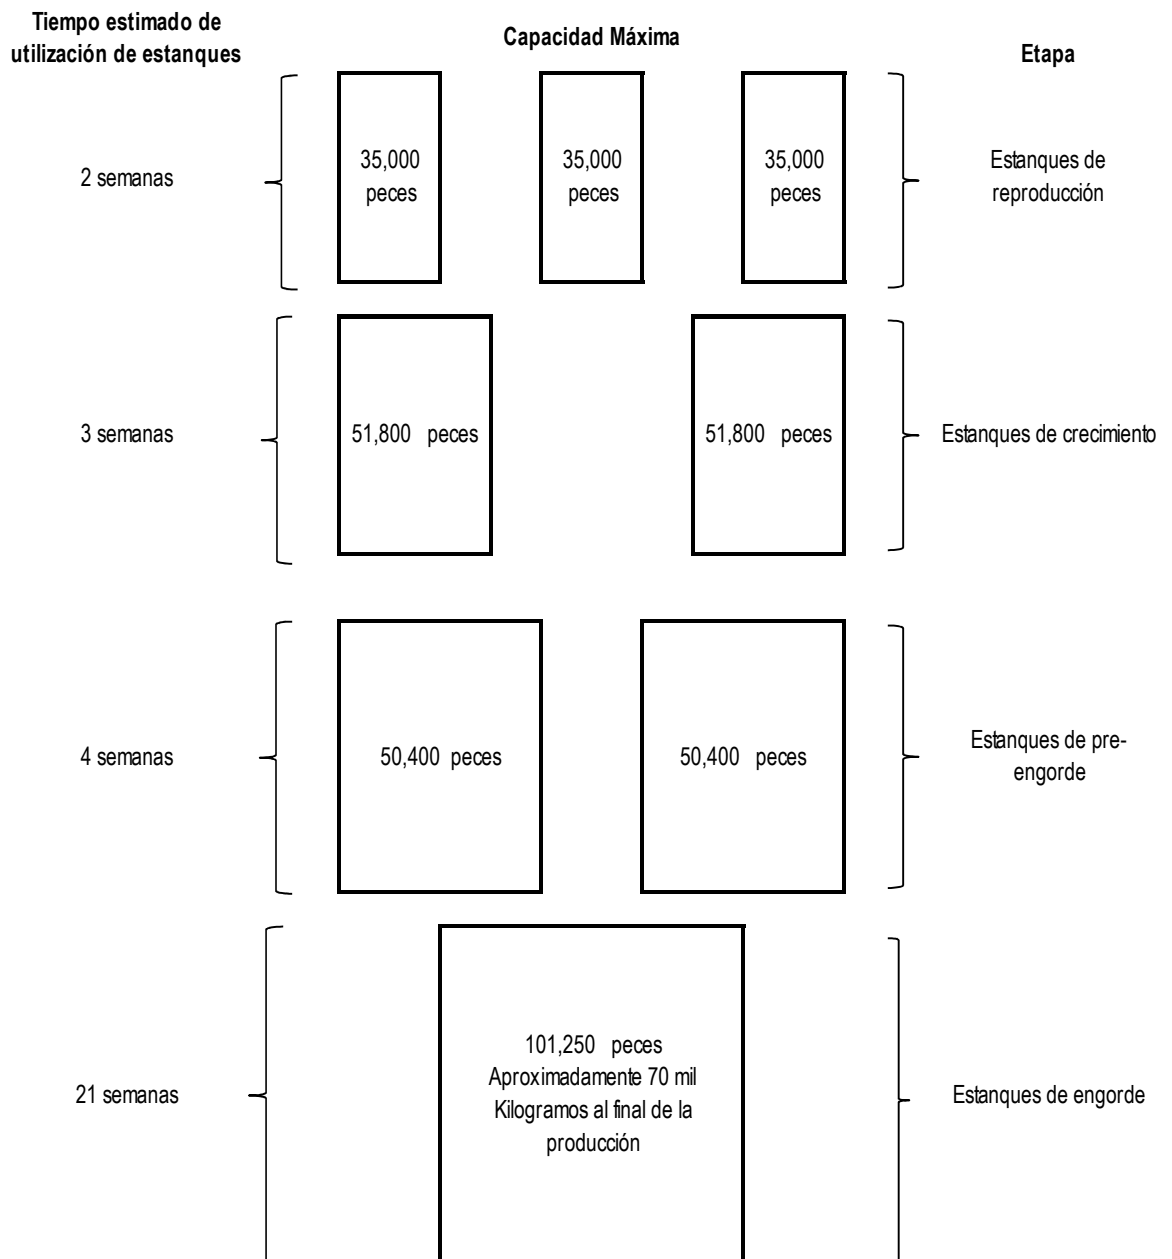 Tiempo estimado de
utilización de estanques
Capacidad Máxima
Etapa
2 semanas
35,000
peces
35,000
peces
35,000
peces
Estanques de
reproducción
3 semanas
51,800 peces
51,800 peces
Estanques de crecimiento
4 semanas
50,400 peces
50,400 peces
Estanques de pre-
engorde
21 semanas
101,250 peces
Aproximadamente 70 mil
Kilogramos al final de la
producción
Estanques de engorde